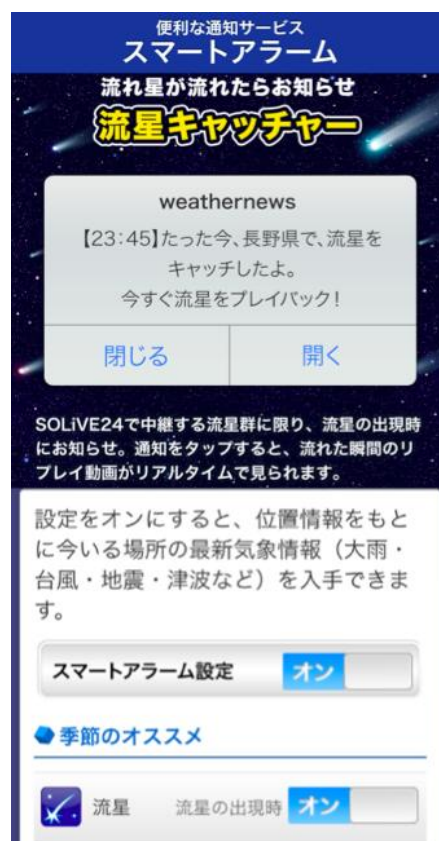 便利な通知サービス
スマートアラーム
流れ星が流れたらお知らせ
流星キャッチャー
weathernews
【23:45】たった今、長野県で、流星を
キャッチしたよ。
今すぐ流星をプレイバック！
閉じる 開く
SOLiVE24で中継する流星群に限り、流星の出現時
にお知らせ。通知をタップすると、流れた瞬間のリ
プレイ動画がリアルタイムで見られます。
設定をオンにすると、位置情報をもと
に今いる場所の最新気象情報（大雨・
台風・地震・津波など）を入手できま
す。
スマートアラーム設定 オン
季節のオススメ
流星 流星の出現時 オン